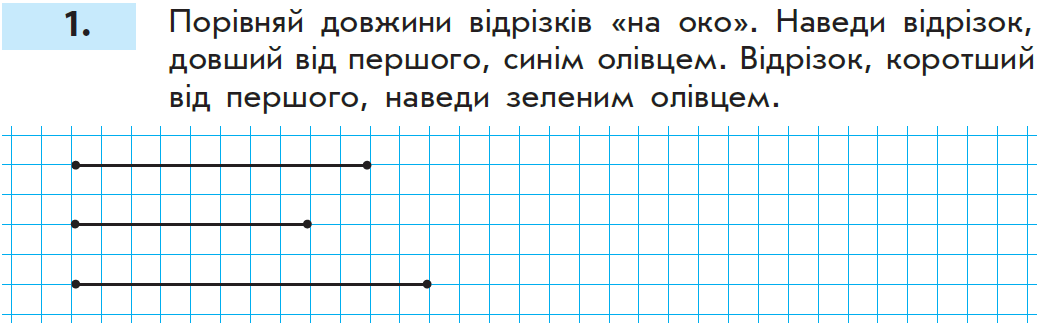 1. Порівняй довжини відрізків «на око». Наведи відрізок,
довший від першого, синім олівцем. Відрізок, коротший
від першого, наведи зеленим олівцем.